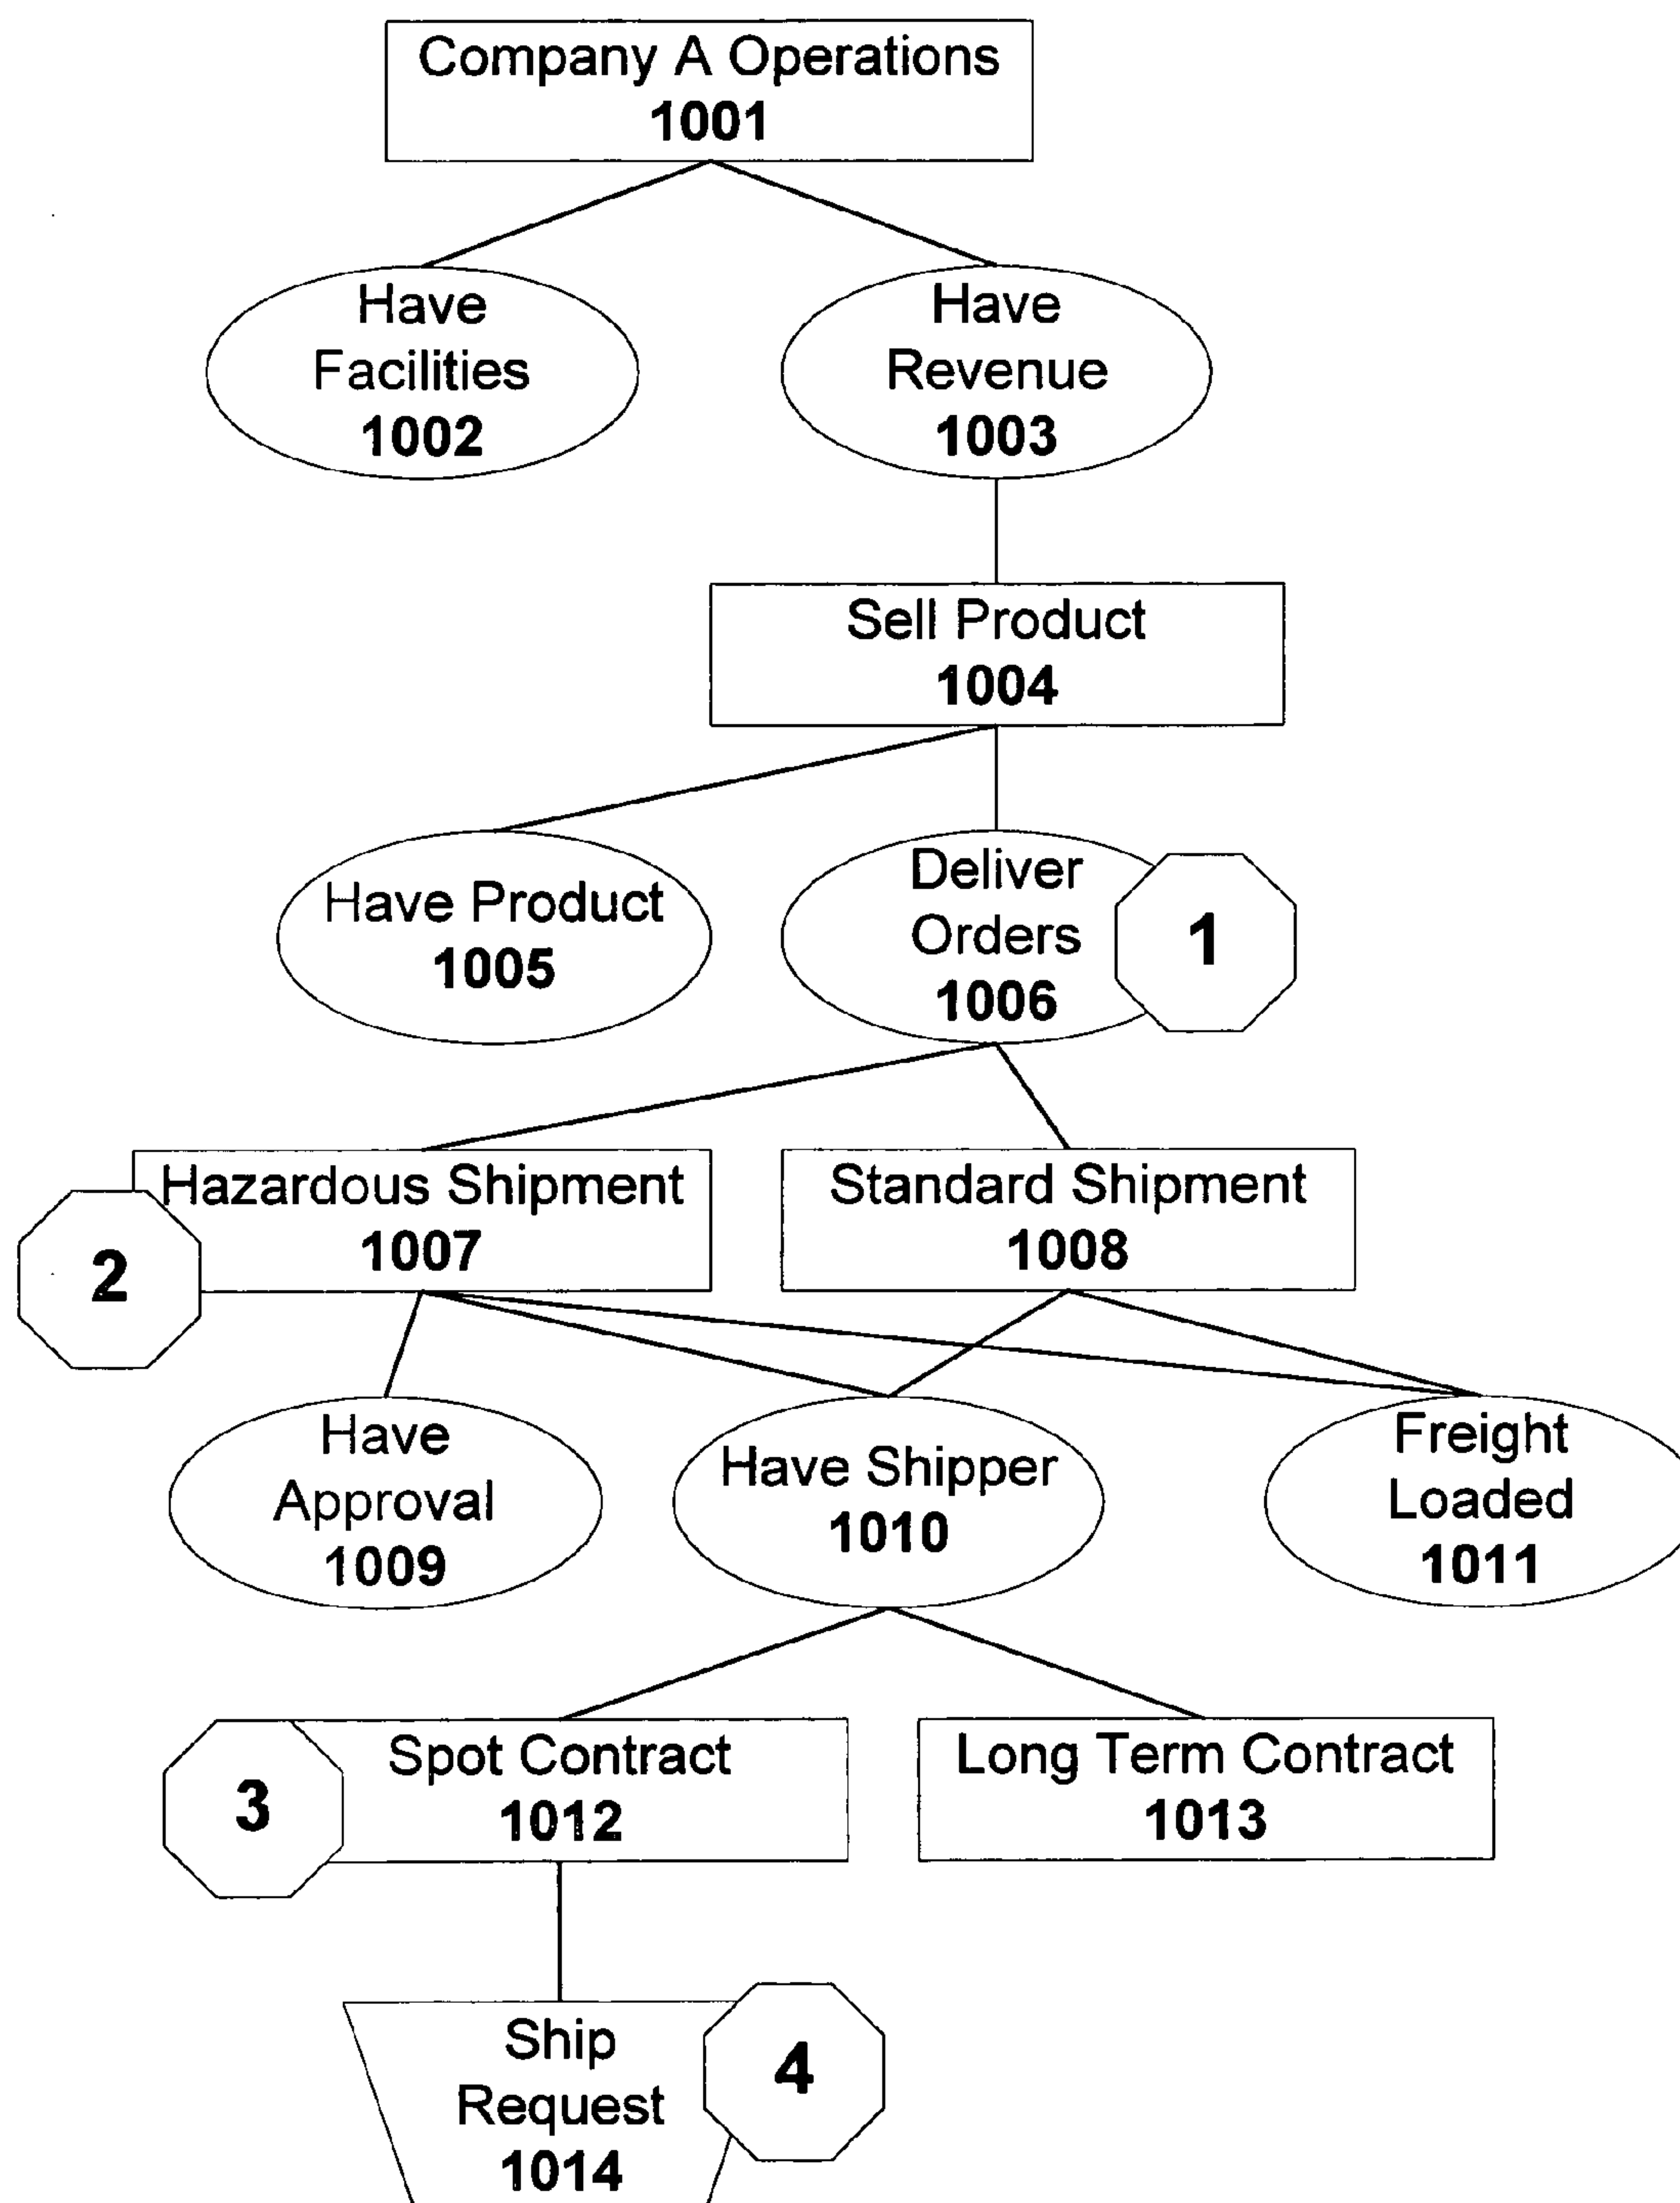 Company A Operations
1001
Have
Facilities
1002
Have
Revenue
1003
Sell Product
1004
Have Product
1005
Deliver
Orders
1006
1
Hazardous Shipment
1007
2
Standard Shipment
1008
Have
Approval
1009
Have Shipper
1010
Freight
Loaded
1011
Spot Contract
1012
3
Long Term Contract
1013
Ship
Request
1014
4